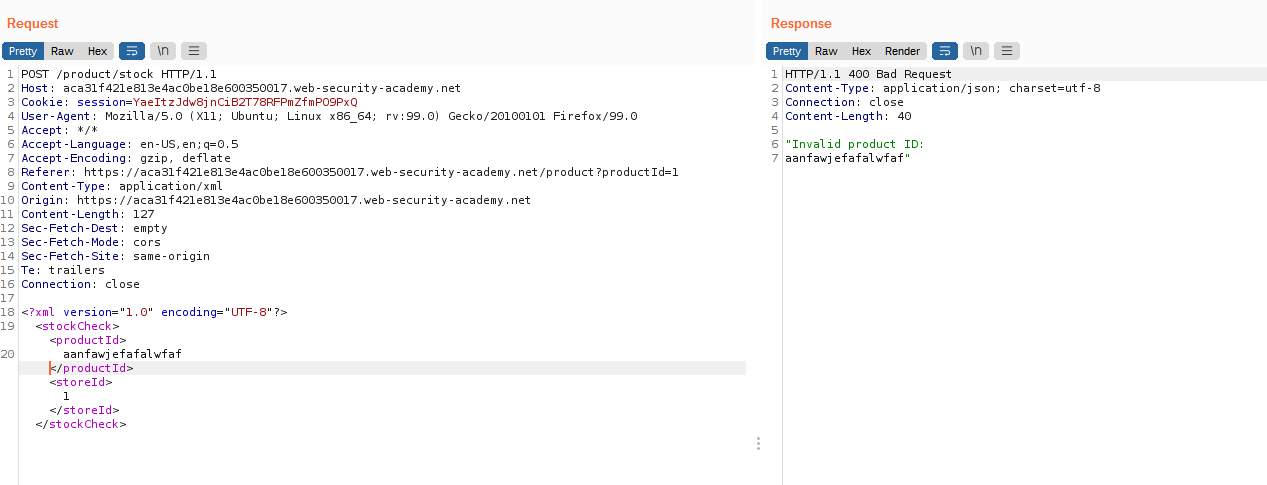 Request
Pretty Raw Hex \n
1 POST /product/stock HTTP/1.1
2 Host: aca31f421e813e4ac0be18e600350017.web-security-academy.net
3 Cookie: session=YaeItzJdw8jnCiB2T78RFPmZfmPO9PxQ
4 User-Agent: Mozilla/5.0 (X11; Ubuntu; Linux x86_64; rv:99.0) Gecko/20100101 Firefox/99.0
5 Accept: */*
6 Accept-Language: en-US,en;q=0.5
7 Accept-Encoding: gzip, deflate
8 Referer: https://aca31f421e813e4ac0be18e600350017.web-security-academy.net/product?productId=1
9 Content-Type: application/xml
10 Origin: https://aca31f421e813e4ac0be18e600350017.web-security-academy.net
11 Content-Length: 127
12 Sec-Fetch-Dest: empty
13 Sec-Fetch-Mode: cors
14 Sec-Fetch-Site: same-origin
15 Te: trailers
16 Connection: close
17
18 <?xml version="1.0" encoding="UTF-8"?>
19 <stockCheck>
<productId>
20 aanfawjefafalwfaf
</productId>
<storeId>
1
</storeId>
</stockCheck>
Response
Pretty Raw Hex Render \n
1 HTTP/1.1 400 Bad Request
2 Content-Type: application/json; charset=utf-8
3 Connection: close
4 Content-Length: 40
5
6 "Invalid product ID:
7 aanfawjefafalwfaf"